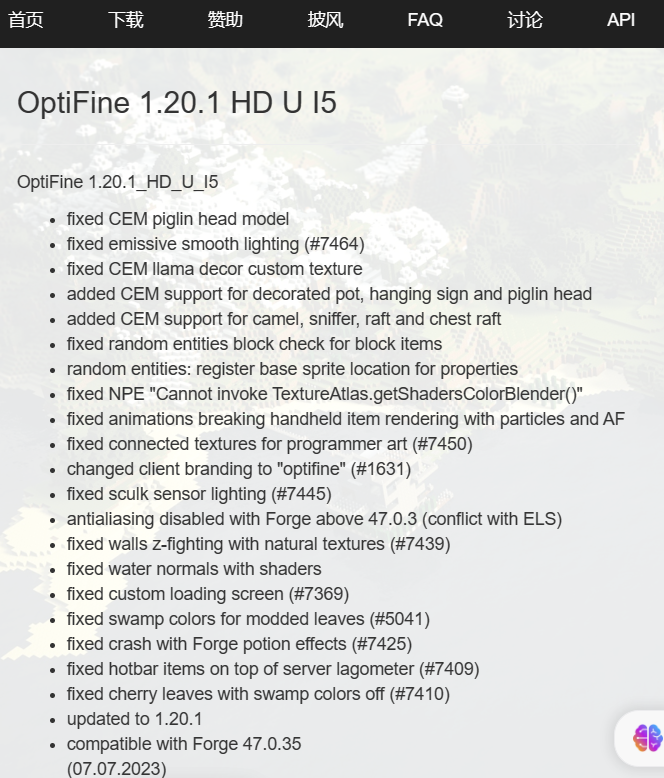 首页 下载 赞助 披风 FAQ 讨论 API
OptiFine 1.20.1 HD U I5
OptiFine 1.20.1_HD_U_I5
• fixed CEM piglin head model
• fixed emissive smooth lighting (#7464)
• fixed CEM llama decor custom texture
• added CEM support for decorated pot, hanging sign and piglin head
• added CEM support for camel, sniffer, raft and chest raft
• fixed random entities block check for block items
• random entities: register base sprite location for properties
• fixed NPE "Cannot invoke TextureAtlas.getShadersColorBlender()"
• fixed animations breaking handheld item rendering with particles and AF
• fixed connected textures for programmer art (#7450)
• changed client branding to "optifine" (#1631)
• fixed sculk sensor lighting (#7445)
• antialiasing disabled with Forge above 47.0.3 (conflict with ELS)
• fixed walls z-fighting with natural textures (#7439)
• fixed water normals with shaders
• fixed custom loading screen (#7369)
• fixed swamp colors for modded leaves (#5041)
• fixed crash with Forge potion effects (#7425)
• fixed hotbar items on top of server lagometer (#7409)
• fixed cherry leaves with swamp colors off (#7410)
• updated to 1.20.1
• compatible with Forge 47.0.35
(07.07.2023)